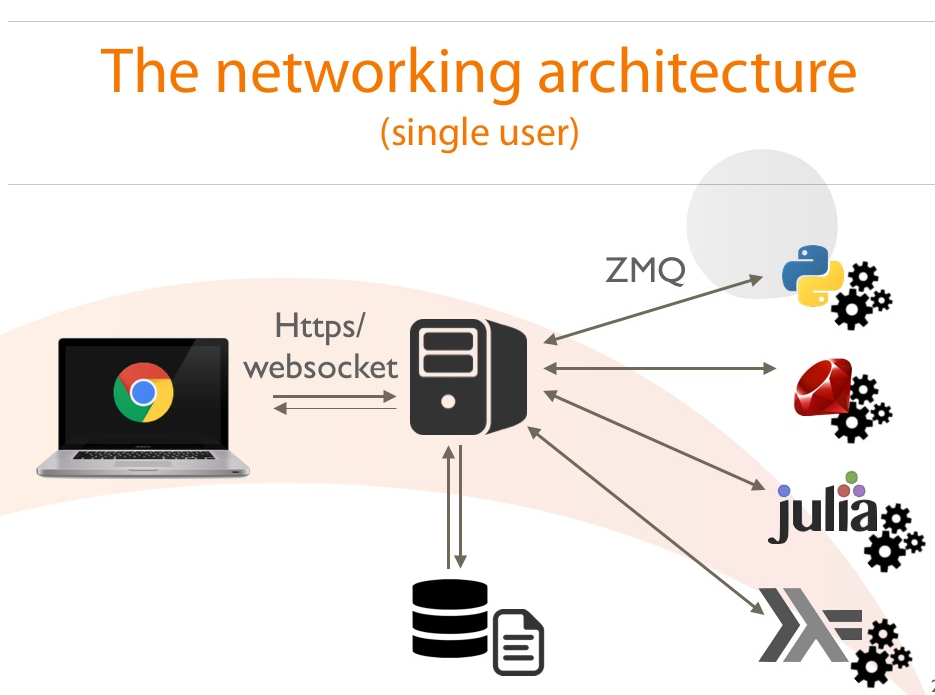 The networking architecture
(single user)
ZMQ
Https/
websocket
julia